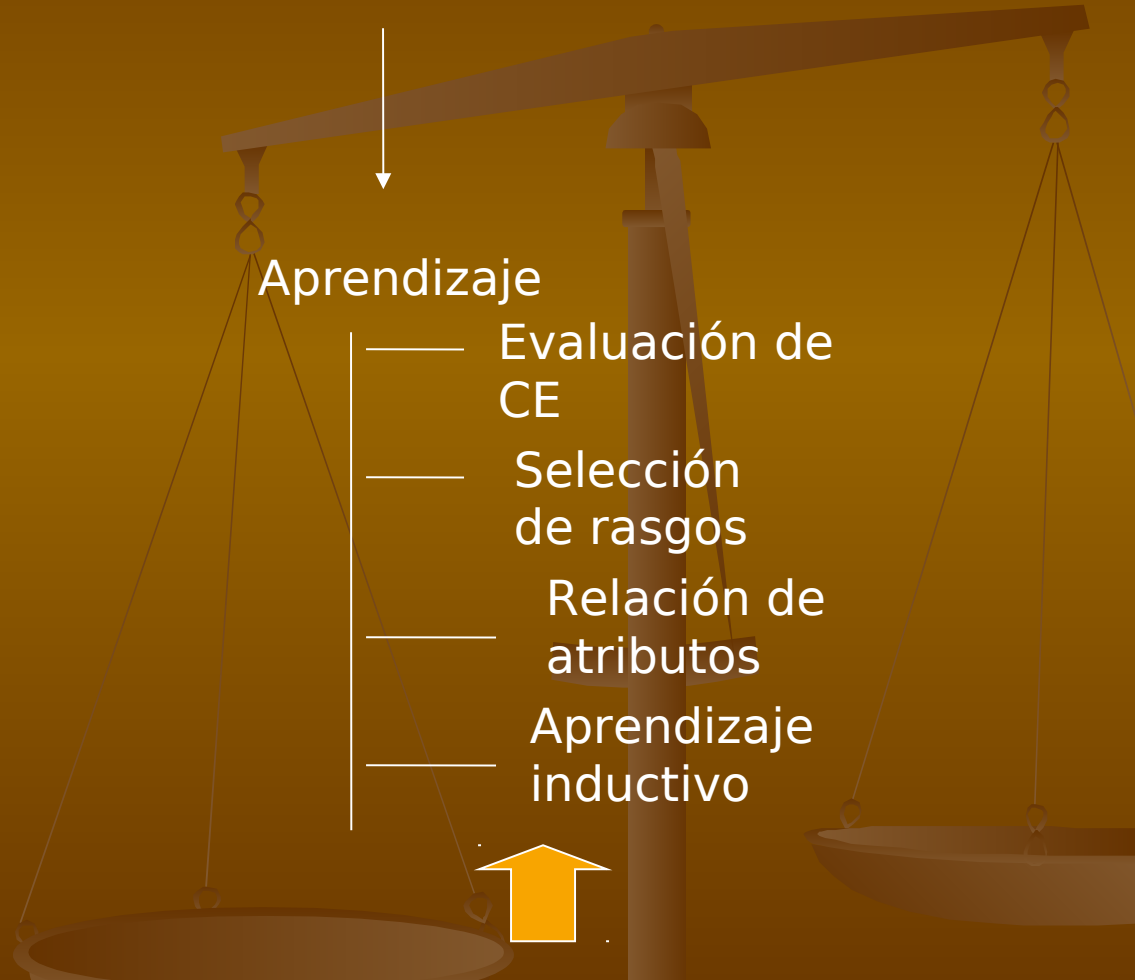 Aprendizaje
Evaluación de
CE
Selección
de rasgos
Relación de
atributos
Aprendizaje
inductivo